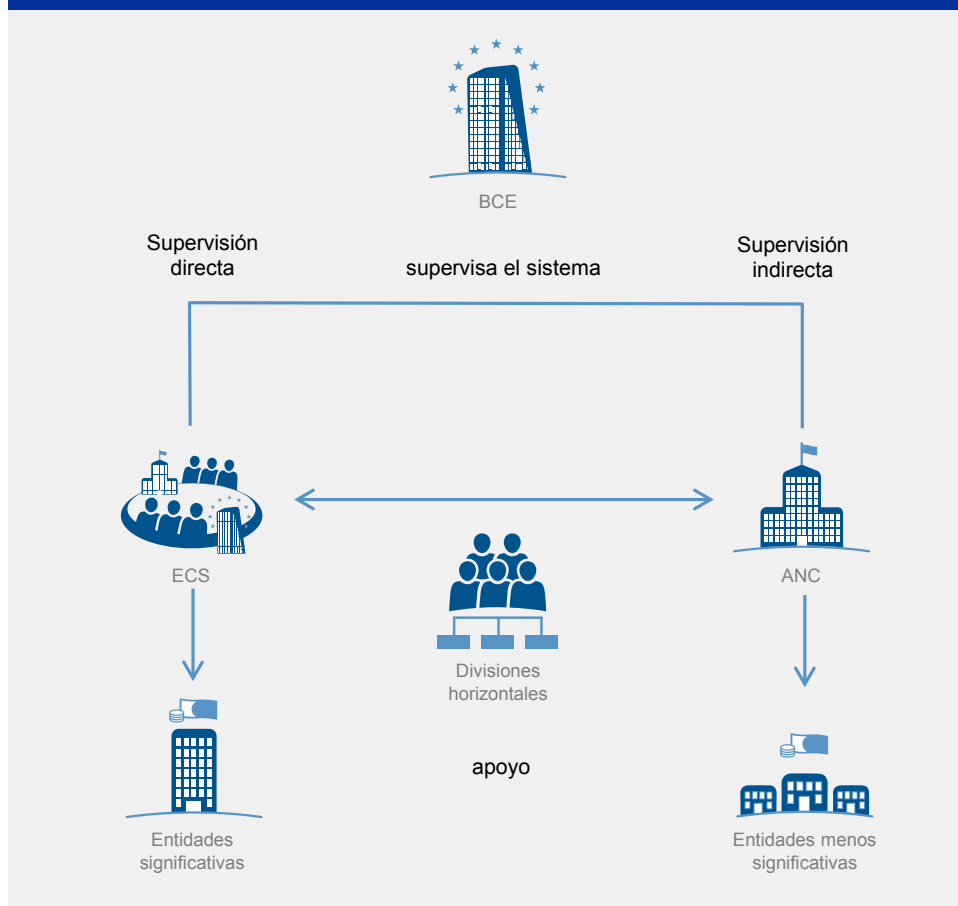 BCE
Supervisión
directa
supervisa el sistema
Supervisión
indirecta
ECS
ANC
Divisiones
horizontales
apoyo
Entidades
significativas
Entidades menos
significativas